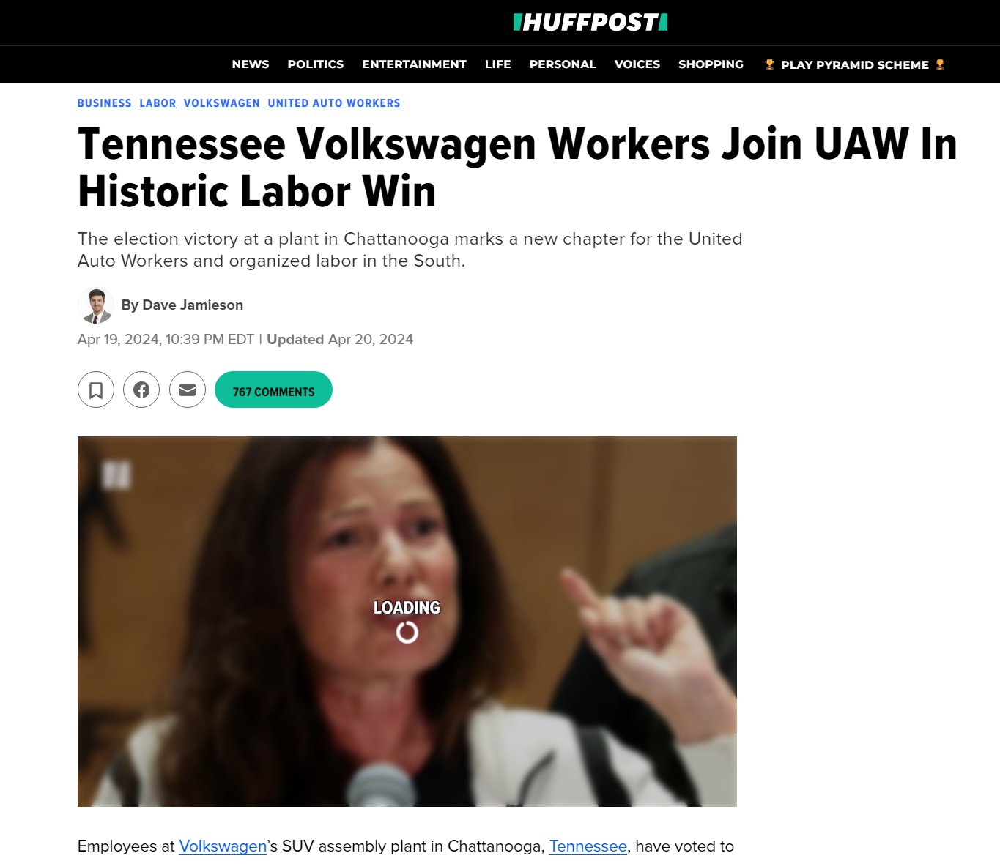 HUFFPOST
NEWS POLITICS ENTERTAINMENT LIFE PERSONAL VOICES SHOPPING 🏆 PLAY PYRAMID SCHEME 🏆
BUSINESS LABOR VOLKSWAGEN UNITED AUTO WORKERS
Tennessee Volkswagen Workers Join UAW In
Historic Labor Win
The election victory at a plant in Chattanooga marks a new chapter for the United
Auto Workers and organized labor in the South.
By Dave Jamieson
Apr 19, 2024, 10:39 PM EDT | Updated Apr 20, 2024
767 COMMENTS
LOADING
Employees at Volkswagen’s SUV assembly plant in Chattanooga, Tennessee, have voted to